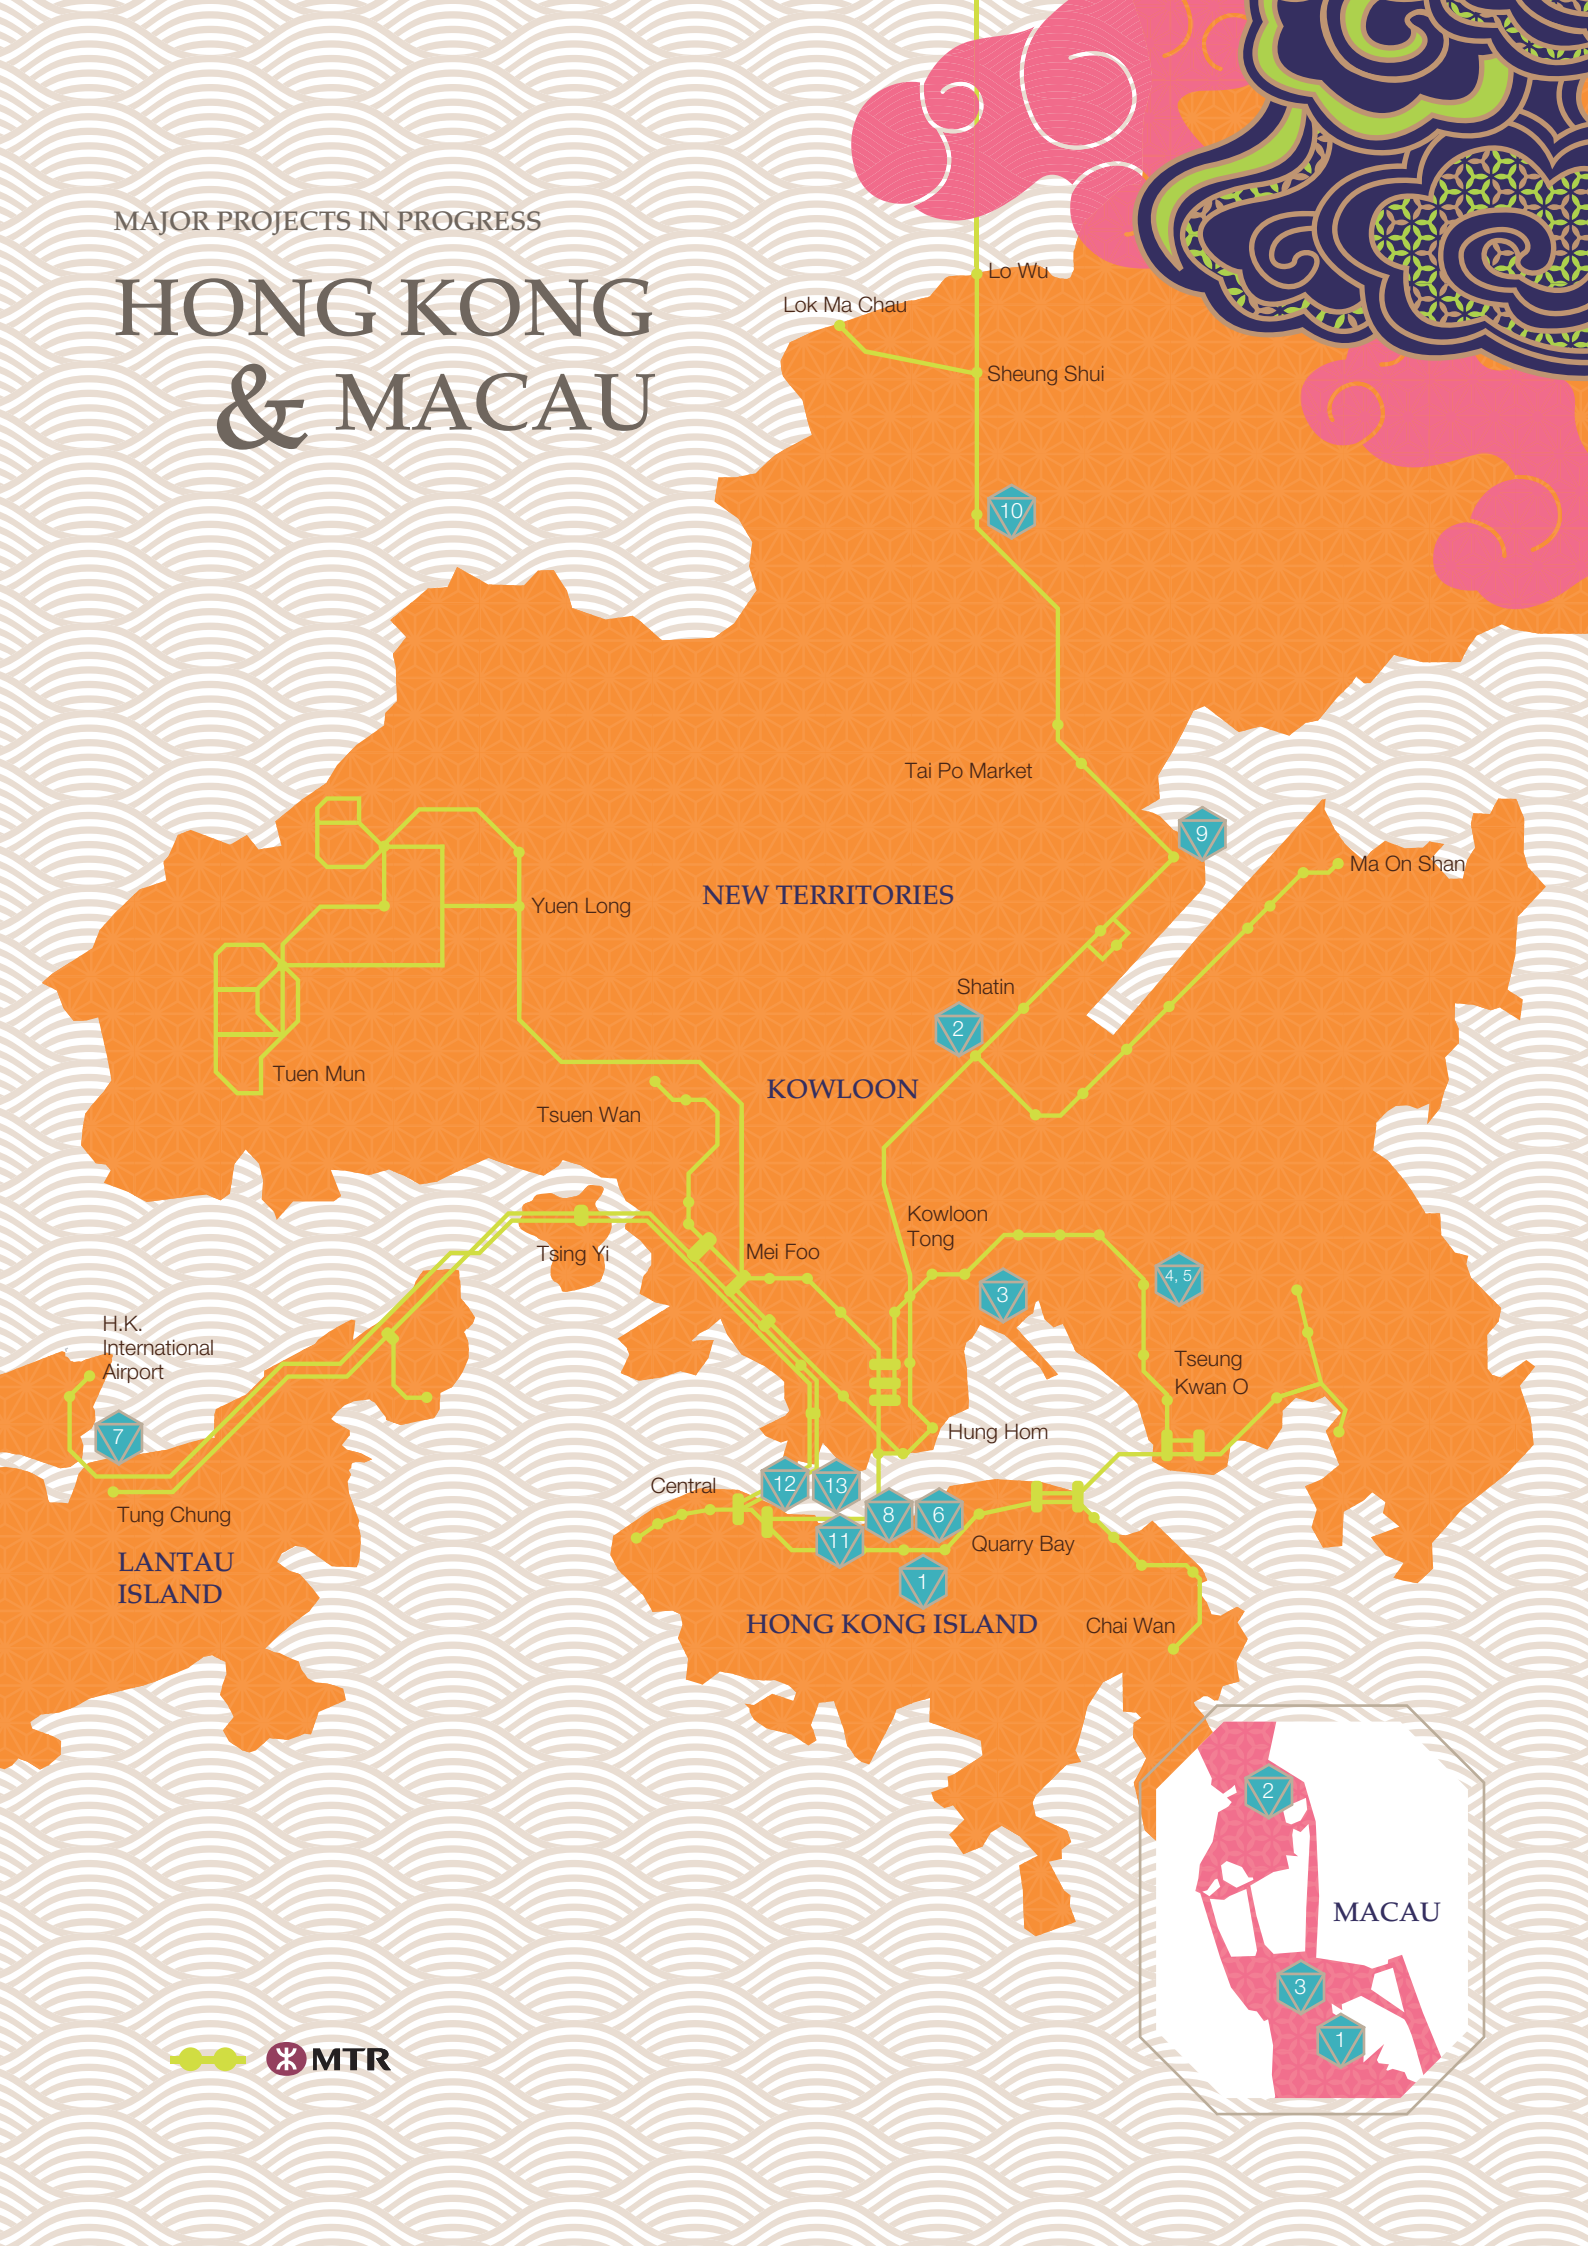 MAJOR PROJECTS IN PROGRESS
HONG KONG
& MACAU
Lo Wu
Lok Ma Chau
Sheung Shui
10
Tai Po Market
9
Ma On Shan
NEW TERRITORIES
Yuen Long
Shatin
2
Tuen Mun
KOWLOON
Tsuen Wan
Kowloon
Tong
Tsing Yi
Mei Foo
3
4, 5
H.K.
International
Airport
Tseung
Kwan O
7
Hung Hom
Central
12
13
8
6
Tung Chung
11
Quarry Bay
LANTAU
ISLAND
1
HONG KONG ISLAND
Chai Wan
2
MACAU
3
1
MTR